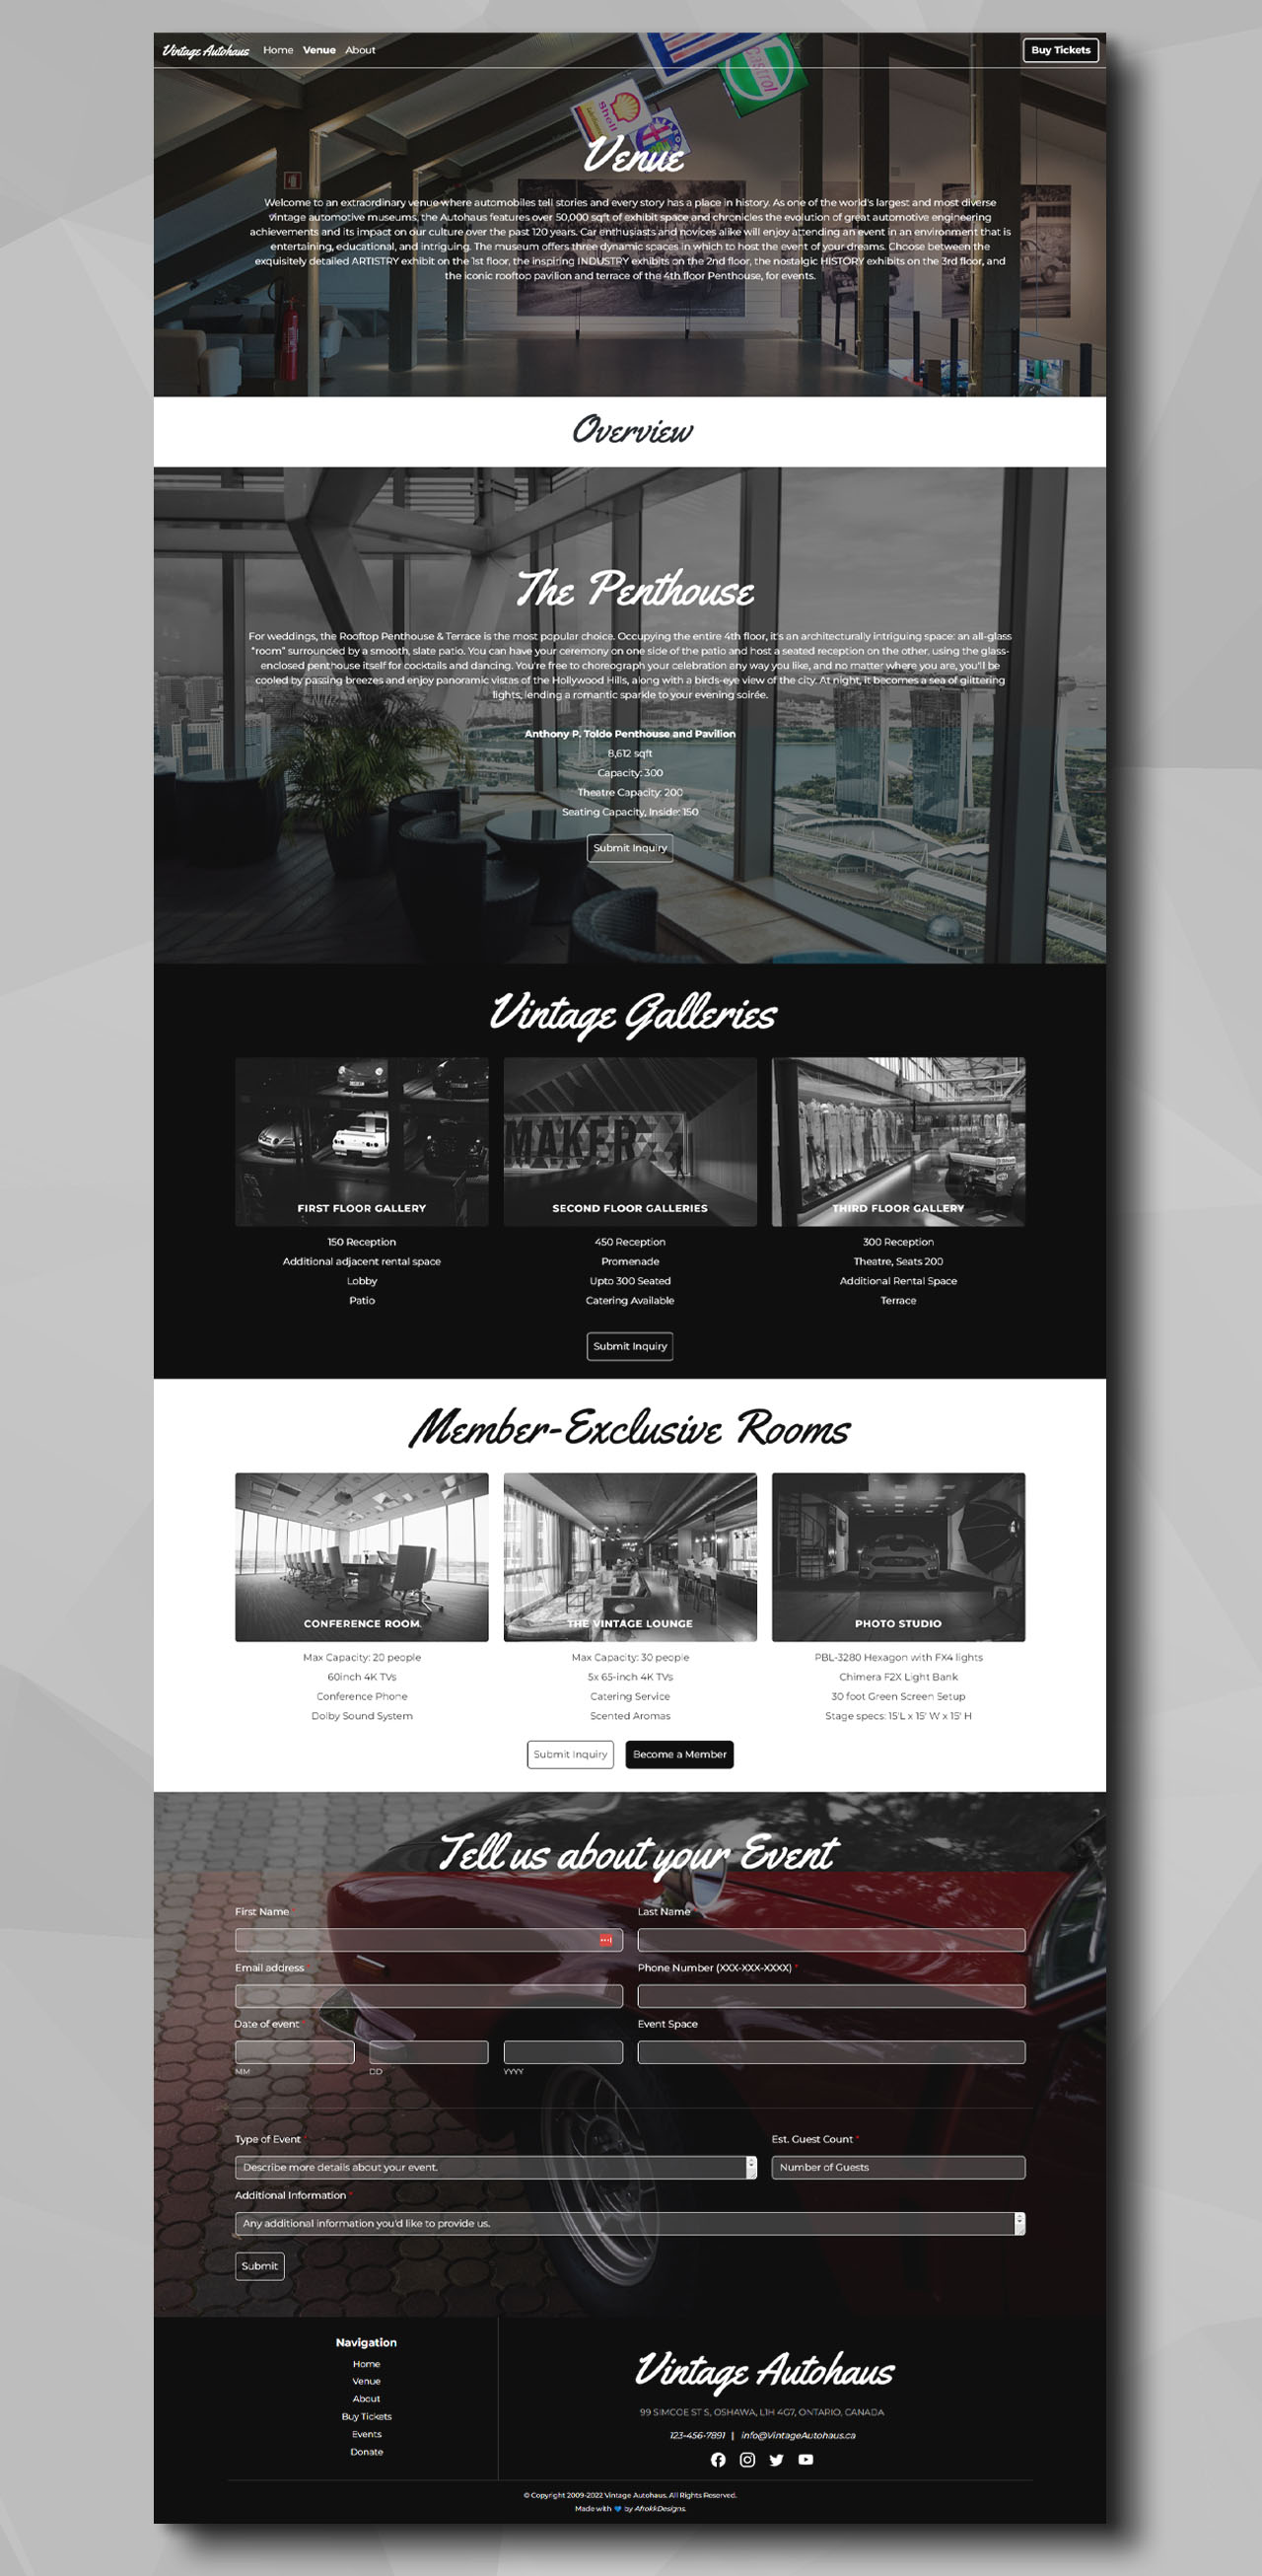 Vintage Autohaus Home Venue About Buy Tickets
Castrol
Shell
Venue
Welcome to an extraordinary venue where automobiles tell stories and every story has a place in history. As one of the world's largest and most diverse
vintage automotive museums, the Autohaus features over 50,000 sqft of exhibit space and chronicles the evolution of great automotive engineering
achievements and its impact on our culture over the past 120 years. Car enthusiasts and novices alike will enjoy attending an event in an environment that is
entertaining, educational, and intriguing. The museum offers three dynamic spaces in which to host the event of your dreams. Choose between the
exquisitely detailed ARTISTRY exhibit on the 1st floor, the inspiring INDUSTRY exhibits on the 2nd floor, the nostalgic HISTORY exhibits on the 3rd floor, and
the iconic rooftop pavilion and terrace of the 4th floor Penthouse, for events.
Overview
The Penthouse
For weddings, the Rooftop Penthouse & Terrace is the most popular choice. Occupying the entire 4th floor, it's an architecturally intriguing space: an all-glass
"room" surrounded by a smooth, slate patio. You can have your ceremony on one side of the patio and host a seated reception on the other, using the glass-
enclosed penthouse itself for cocktails and dancing. You're free to choreograph your celebration any way you like, and no matter where you are, you'll be
cooled by passing breezes and enjoy panoramic vistas of the Hollywood Hills, along with a birds-eye view of the city. At night, it becomes a sea of glittering
lights, lending a romantic sparkle to your evening soirée.
Anthony P. Toldo Penthouse and Pavilion
8,612 sqft
Capacity: 300
Theatre Capacity: 200
Seating Capacity, Inside: 150
Submit Inquiry
Vintage Galleries
MAKER
FIRST FLOOR GALLERY
SECOND FLOOR GALLERIES
THIRD FLOOR GALLERY
150 Reception
Additional adjacent rental space
Lobby
Patio
450 Reception
Promenade
Upto 300 Seated
Catering Available
300 Reception
Theatre, Seats 200
Additional Rental Space
Terrace
Submit Inquiry
Member-Exclusive Rooms
CONFERENCE ROOM
THE VINTAGE LOUNGE
PHOTO STUDIO
Max Capacity: 20 people
60inch 4K TVs
Conference Phone
Dolby Sound System
Max Capacity: 30 people
5x 65-inch 4K TVs
Catering Service
Scented Aromas
PBL-3280 Hexagon with FX4 lights
Chimera F2X Light Bank
30 foot Green Screen Setup
Stage specs: 15'L x 15' W x 15' H
Submit Inquiry
Become a Member
Tell us about your Event
First Name *
Last Name *
Email address *
Phone Number (XXX-XXX-XXXX) *
Date of event
Event Space
MM
DD
YYYY
Type of Event *
Est. Guest Count *
Describe more details about your event.
Number of Guests
Additional Information *
Any additional information you'd like to provide us.
Submit
Navigation
Home
Venue
About
Buy Tickets
Events
Donate
Vintage Autohaus
99 SIMCOE ST S, OSHAWA, L1H 4G7, ONTARIO, CANADA
123-456-7891 | info@VintageAutohaus.ca
© Copyright 2009-2022 Vintage Autohaus. All Rights Reserved.
Made with 💙 by AfrokkDesigns.